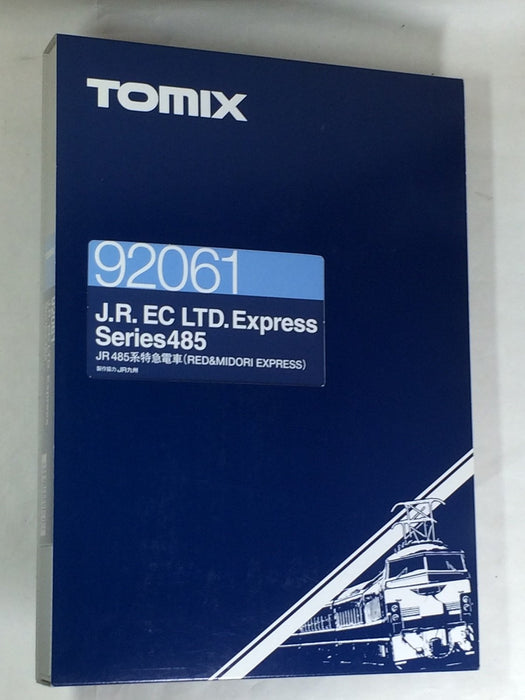 TOMIX
92061
J.R. EC LTD. Express
Series485
JR 485系特急電車(RED&MIDORI EXPRESS)
製作協力 JR九州